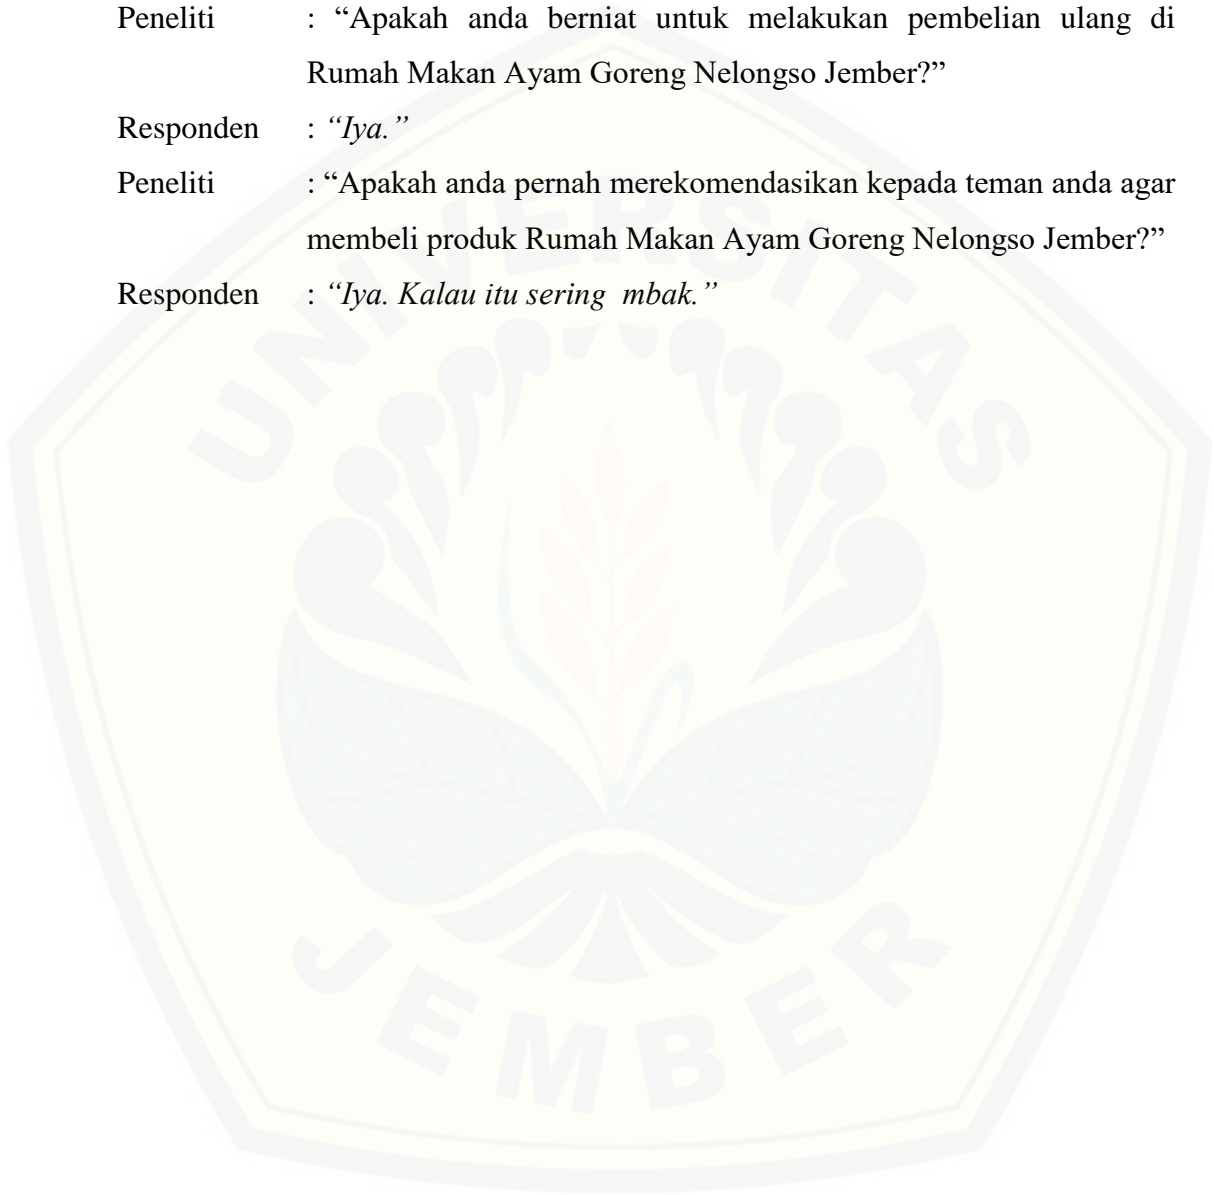 Peneliti : “Apakah anda berniat untuk melakukan pembelian ulang di
Rumah Makan Ayam Goreng Nelongso Jember?”
Responden : “Iya.”
Peneliti : “Apakah anda pernah merekomendasikan kepada teman anda agar
membeli produk Rumah Makan Ayam Goreng Nelongso Jember?”
Responden : “Iya. Kalau itu sering  mbak.”
UNIVERSITAS
JEMBER